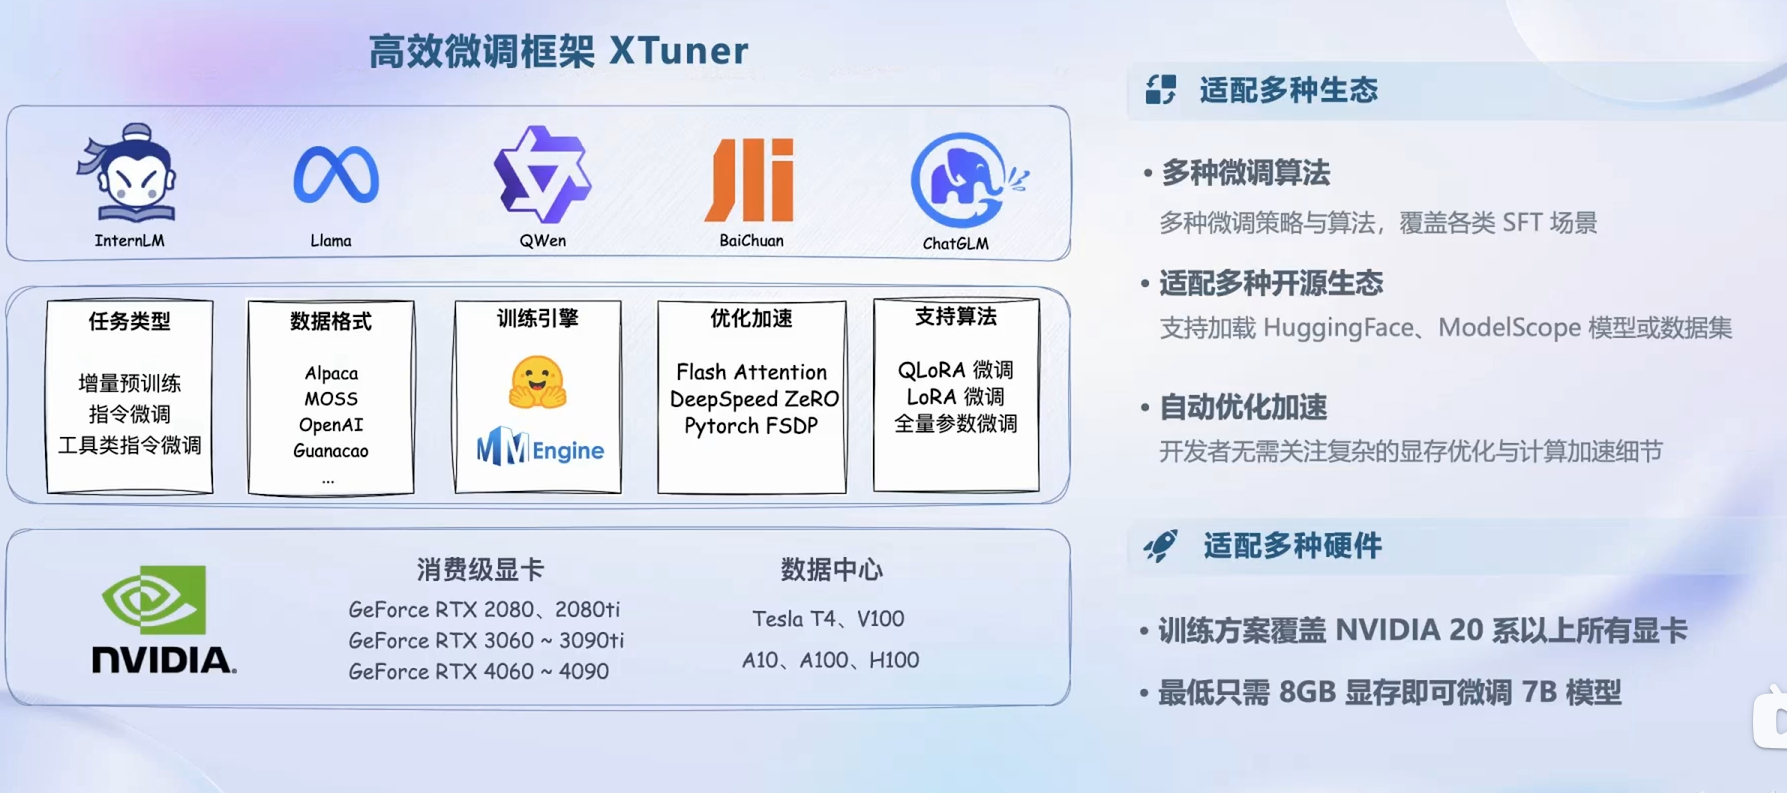 高效微调框架 XTuner
InternLM
Llama
QWen
BaiChuan
ChatGLM
任务类型
增量预训练
指令微调
工具类指令微调
数据格式
Alpaca
MOSS
OpenAI
Guanacao
...
训练引擎
MMEngine
优化加速
Flash Attention
DeepSpeed ZeRO
Pytorch FSDP
支持算法
QLoRA 微调
LoRA 微调
全量参数微调
NVIDIA.
消费级显卡
GeForce RTX 2080、2080ti
GeForce RTX 3060 ~ 3090ti
GeForce RTX 4060 ~ 4090
数据中心
Tesla T4、V100
A10、A100、H100
适配多种生态
• 多种微调算法
多种微调策略与算法，覆盖各类 SFT 场景
• 适配多种开源生态
支持加载 HuggingFace、ModelScope 模型或数据集
• 自动优化加速
开发者无需关注复杂的显存优化与计算加速细节
适配多种硬件
• 训练方案覆盖 NVIDIA 20 系以上所有显卡
• 最低只需 8GB 显存即可微调 7B 模型